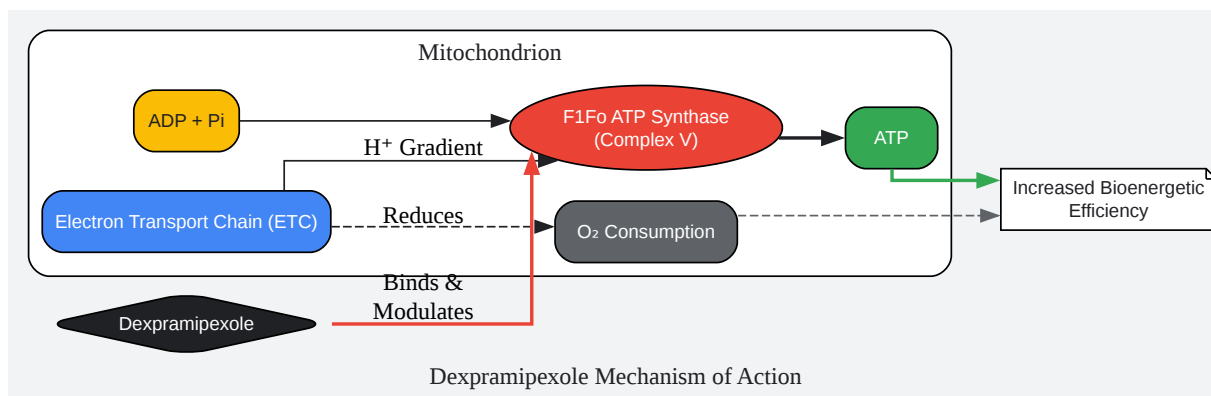 Mitochondrion
ADP + Pi
F1Fo ATP Synthase
(Complex V)
ATP
H⁺ Gradient
Increased Bioenergetic
Efficiency
Electron Transport Chain (ETC)
Reduces
O₂ Consumption
Binds &
Modulates
Dexpramipexole
Dexpramipexole Mechanism of Action